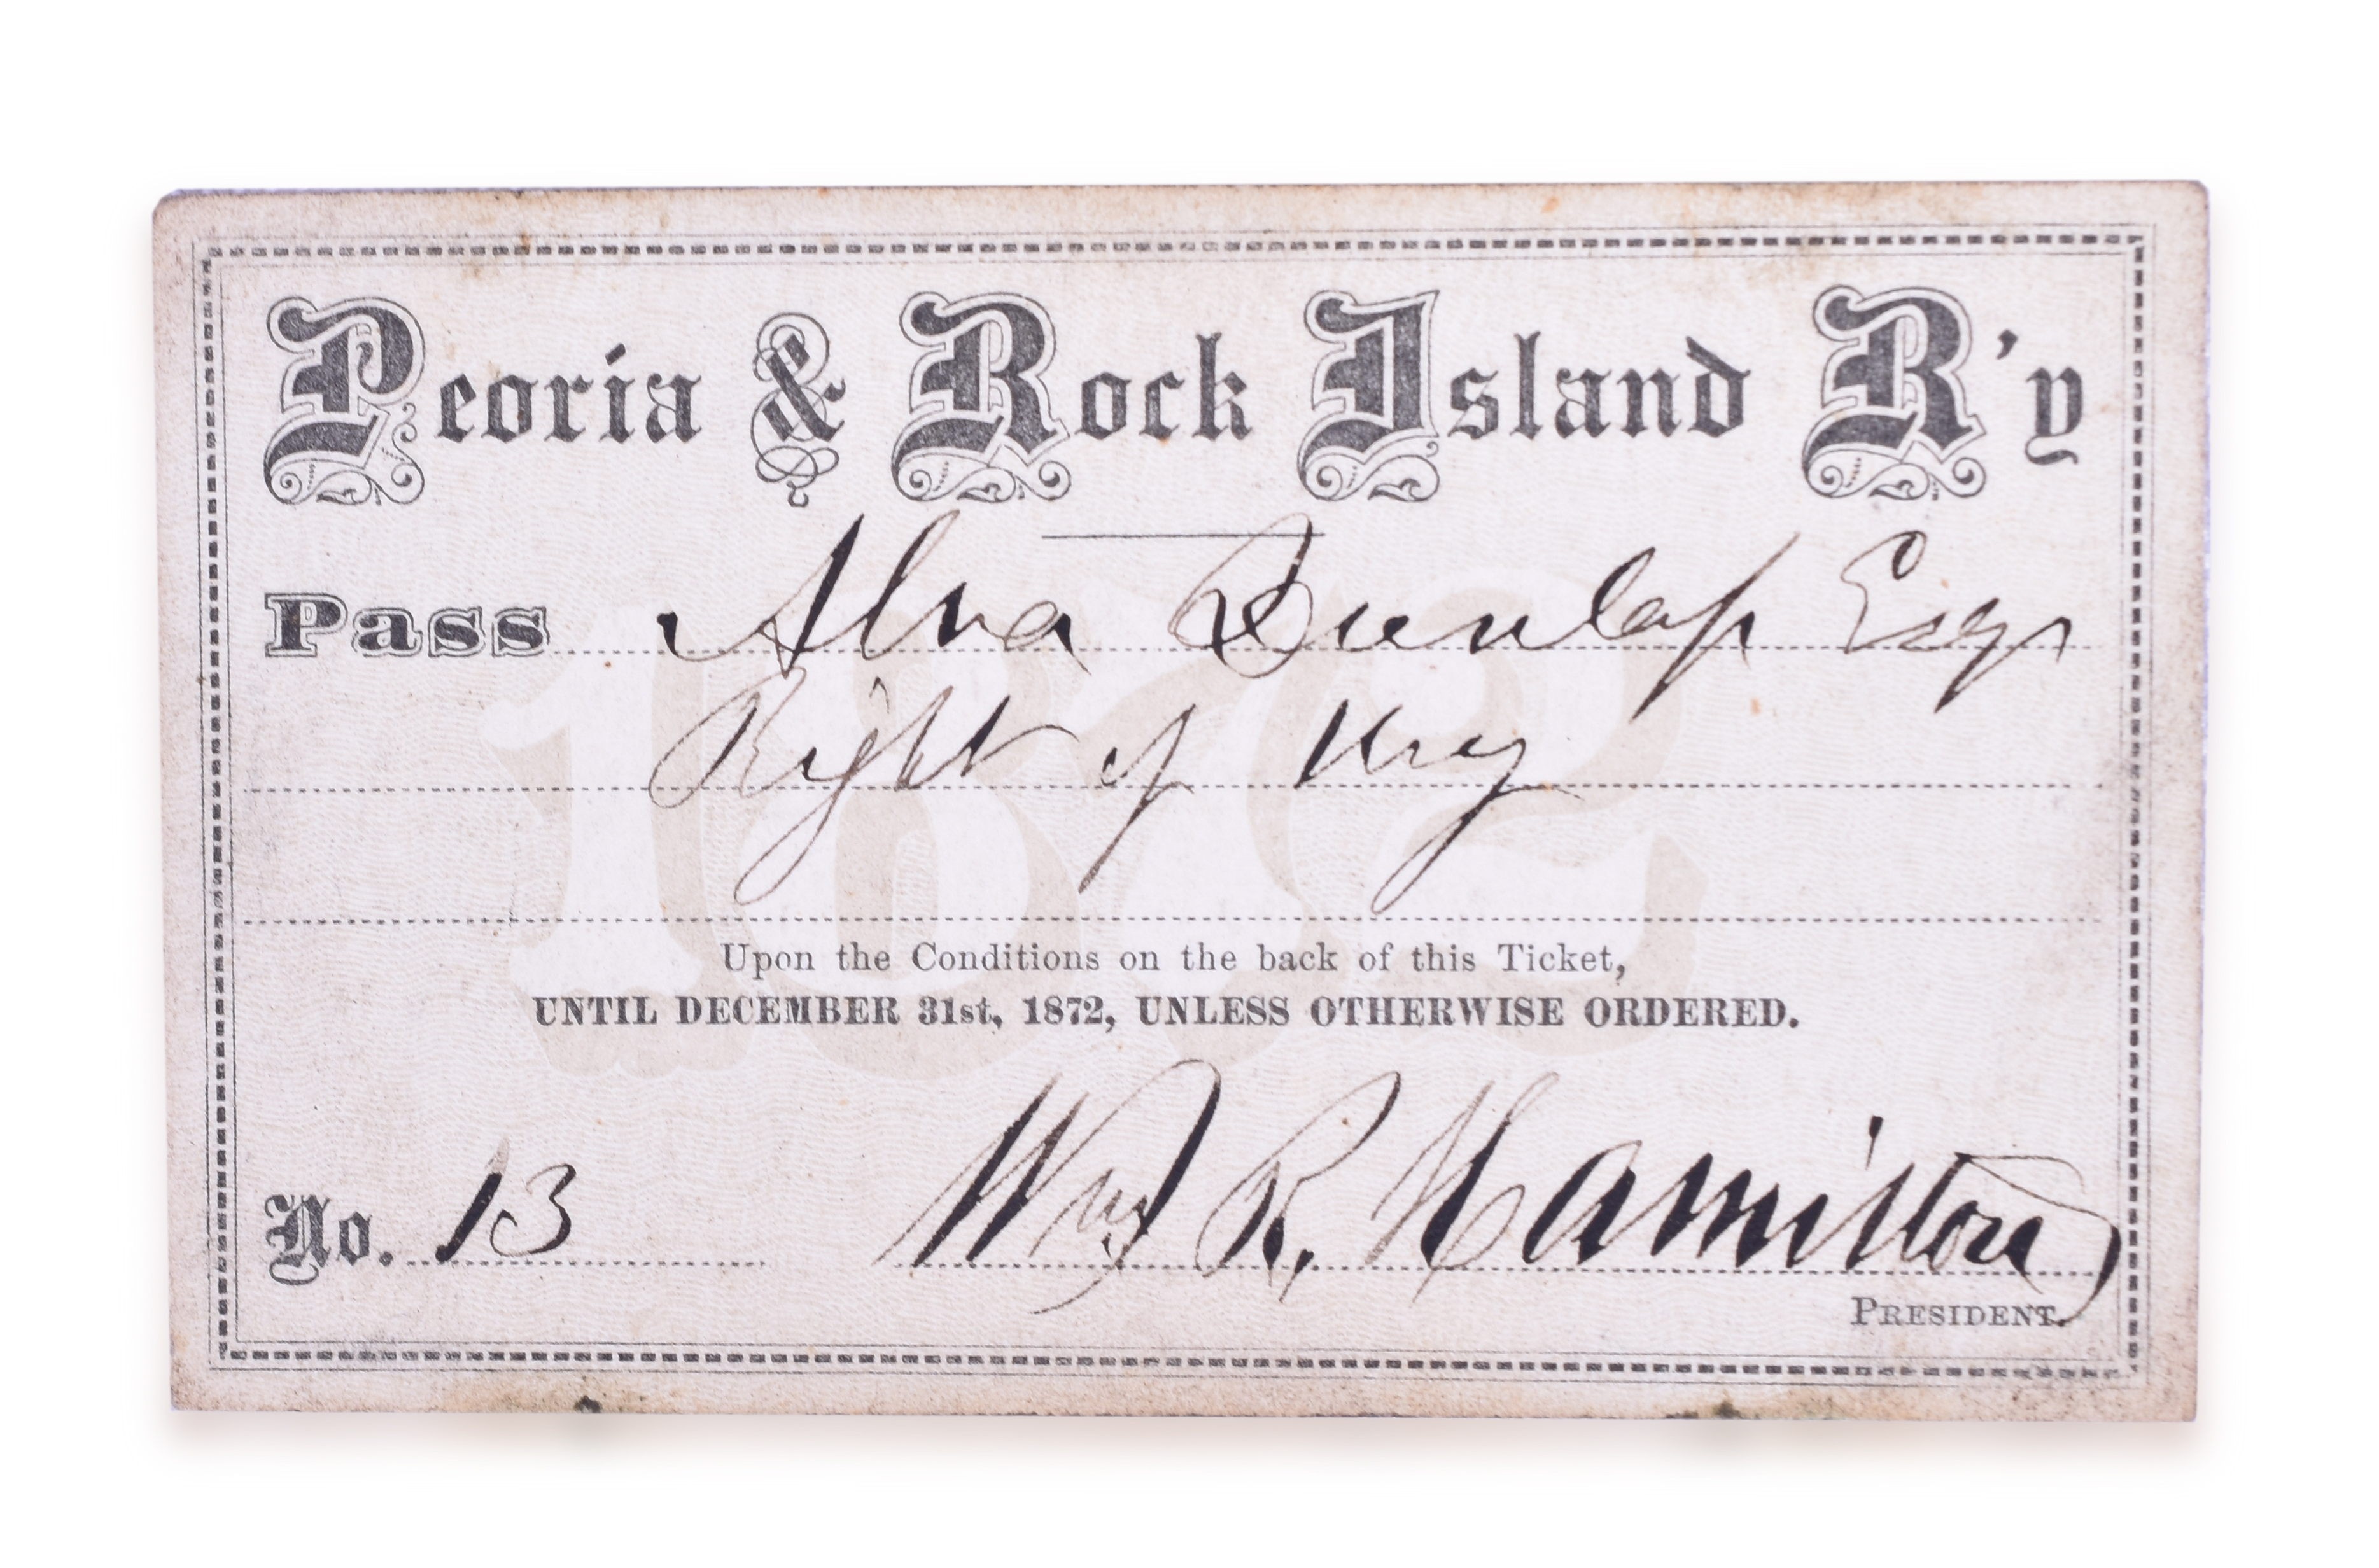 Peoria & Rock Island R'y
Pass Alva Dunlap Esqr
Right of Way
1872
Upon the Conditions on the back of this Ticket,
UNTIL DECEMBER 31st, 1872, UNLESS OTHERWISE ORDERED.
No. 13 Wm R. Hamilton
PRESIDENT.